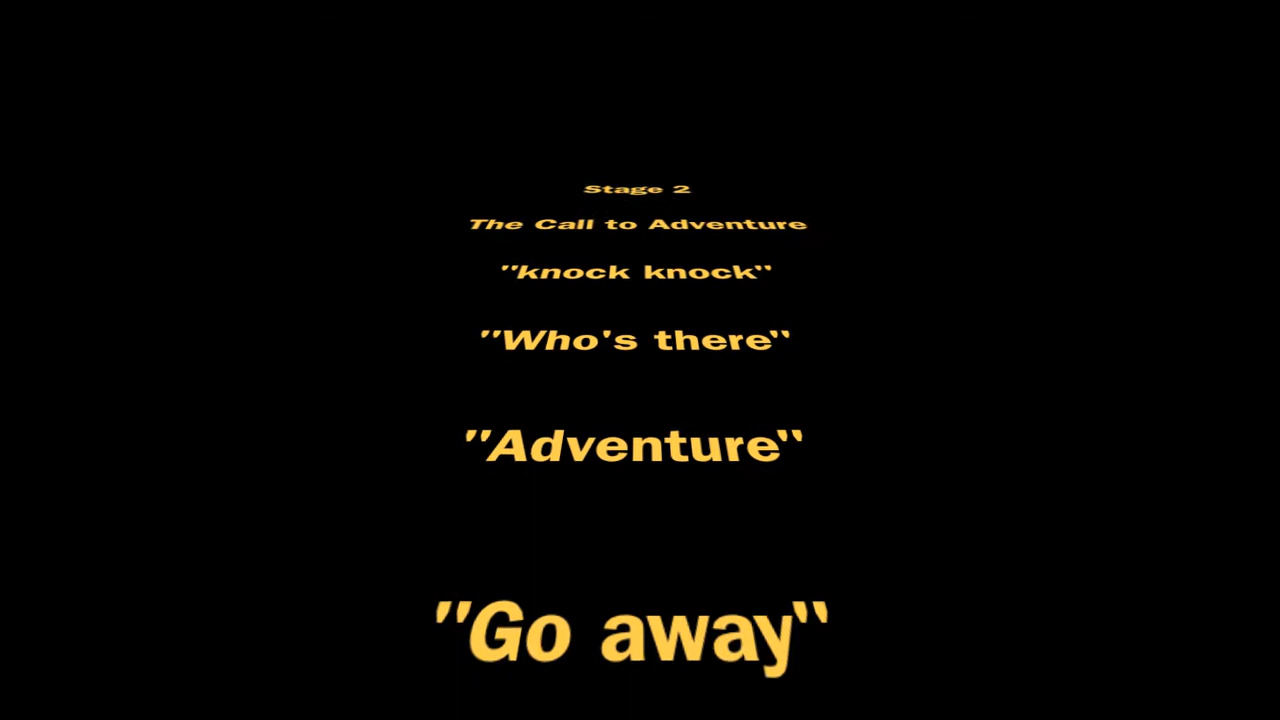 Stage 2
The Call to Adventure
"knock knock"
"Who's there"
"Adventure"
"Go away"